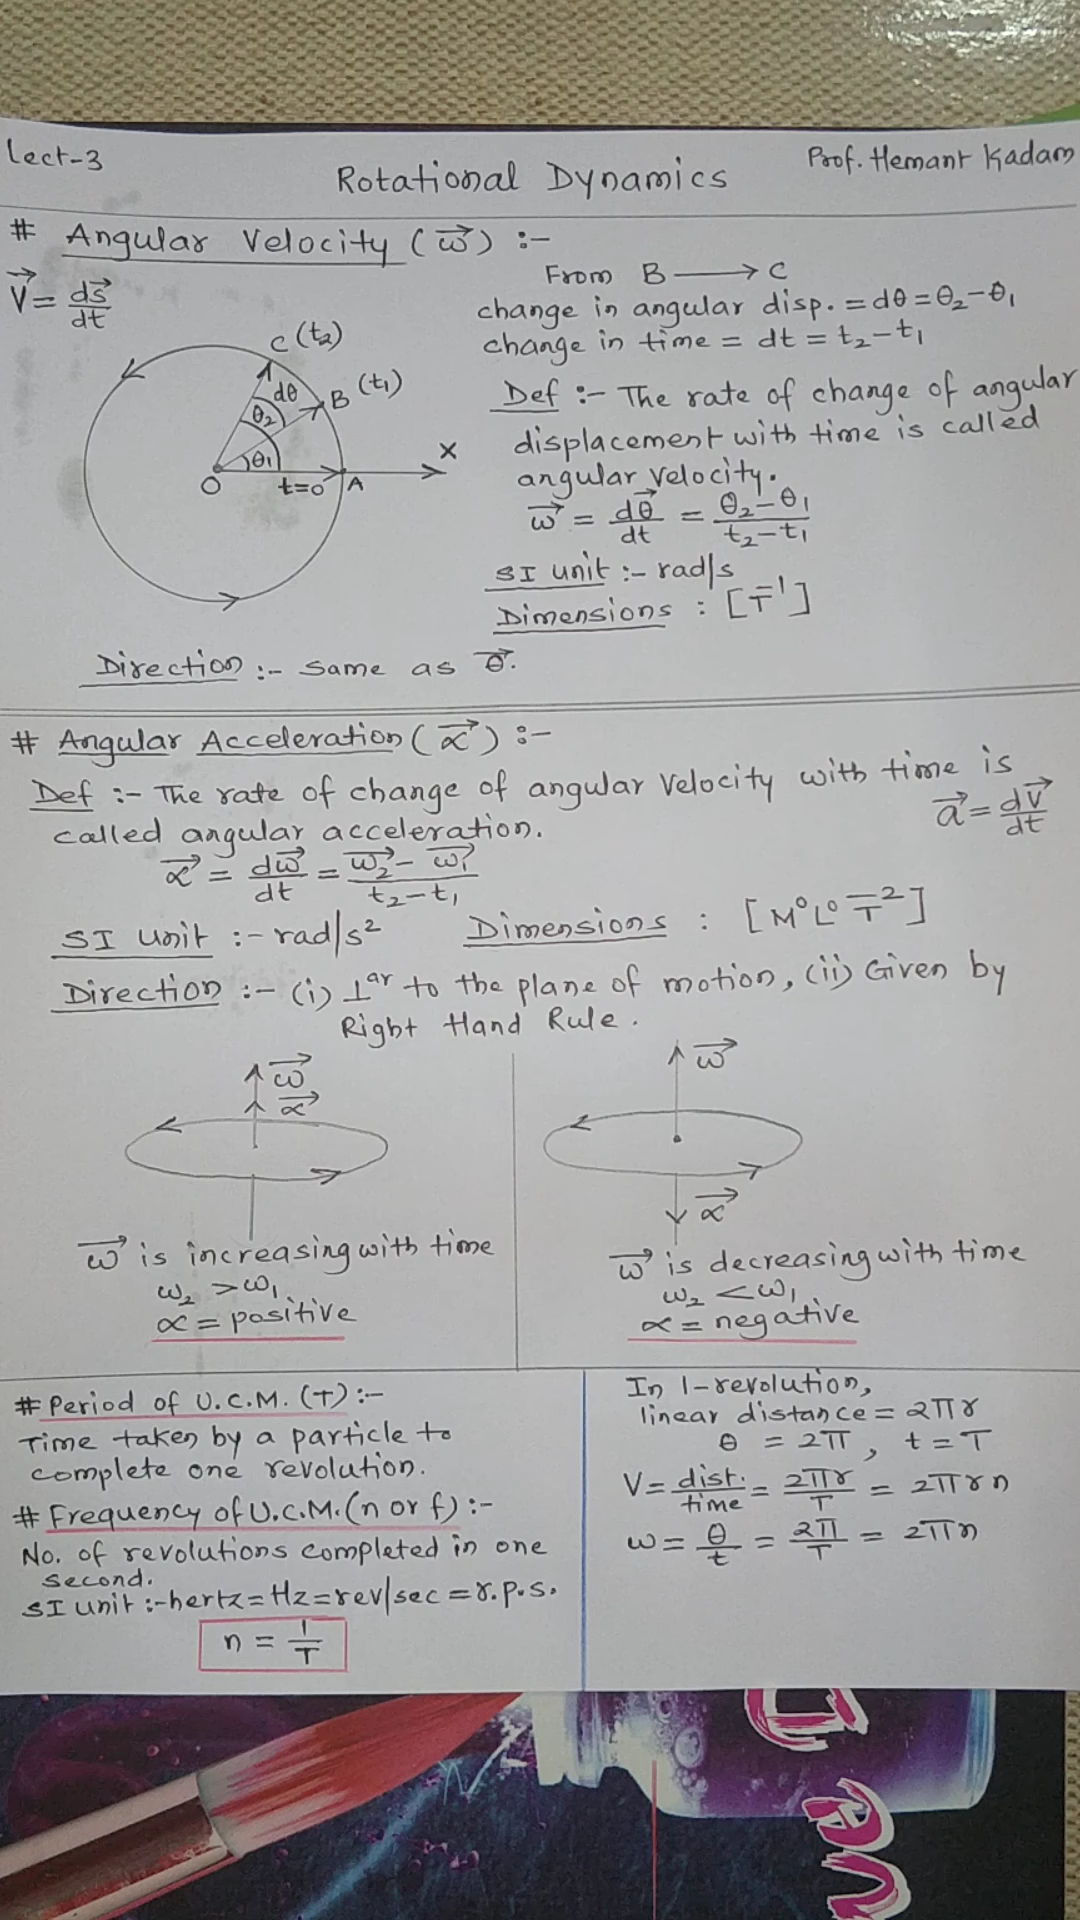 Lect-3
Prof. Hemant Kadam
Rotational Dynamics
# Angular Velocity (ω⃗) :-
V⃗ = ds⃗/dt
From B ⟶ C
change in angular disp. = dθ = θ₂-θ₁
change in time = dt = t₂-t₁
C (t₂)
dθ
B (t₁)
θ₂
θ₁
X
O
t=0
A
Def :- The rate of change of angular
displacement with time is called
angular velocity.
ω⃗ = dθ⃗/dt = θ₂-θ₁/t₂-t₁
SI unit :- rad/s
Dimensions : [T⁻¹]
Direction :- Same as θ⃗.
# Angular Acceleration (α⃗) :-
Def :- The rate of change of angular velocity with time is
called angular acceleration.
a⃗ = dv⃗/dt
α⃗ = dω⃗/dt = ω⃗₂-ω⃗₁/t₂-t₁
SI Unit :- rad/s²
Dimensions : [M⁰L⁰T⁻²]
Direction :- (i) ⊥ᵃʳ to the plane of motion, (ii) Given by
Right Hand Rule.
ω⃗
α⃗
ω⃗ is increasing with time
ω₂ > ω₁
α = positive
ω⃗
α⃗
ω⃗ is decreasing with time
ω₂ < ω₁
α = negative
# Period of U.C.M. (T) :-
Time taken by a particle to
complete one revolution.
# Frequency of U.C.M. (n or f) :-
No. of revolutions completed in one
second.
SI unit :- hertz = Hz = rev/sec = r.p.s.
n = 1/T
In 1-revolution,
linear distance = 2πr
θ = 2π, t = T
V = dist./time = 2πr/T = 2πrn
ω = θ/t = 2π/T = 2πn